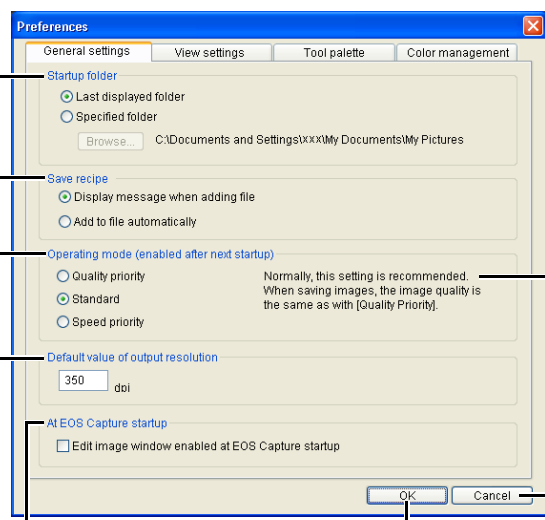 Preferences
General settings
View settings
Tool palette
Color management
Startup folder
Last displayed folder
Specified folder
Browse...
C:\Documents and Settings\xxx\My Documents\My Pictures
Save recipe
Display message when adding file
Add to file automatically
Operating mode (enabled after next startup)
Quality priority
Standard
Speed priority
Normally, this setting is recommended.
When saving images, the image quality is
the same as with [Quality Priority].
Default value of output resolution
350
dpi
At EOS Capture startup
Edit image window enabled at EOS Capture startup
OK
Cancel